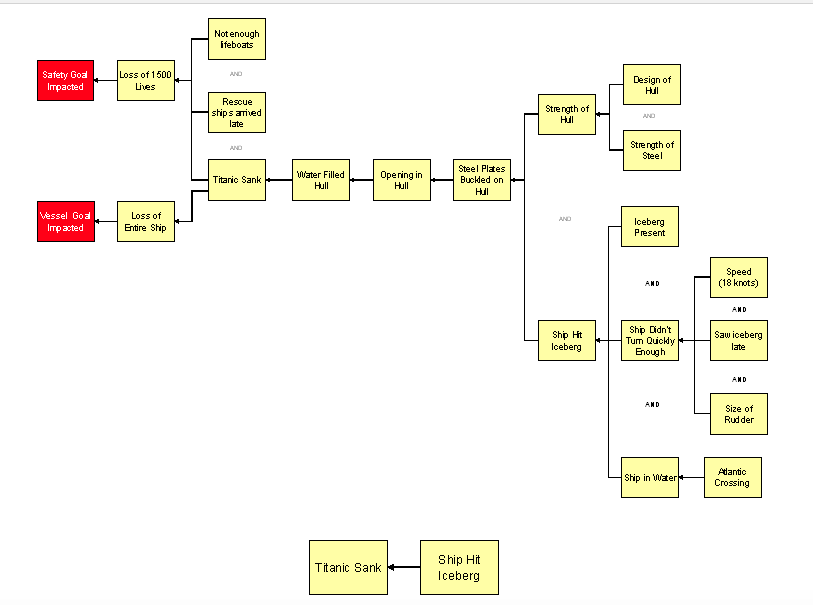 Not enough
lifeboats
Safety Goal
Impacted
Loss of 1500
Lives
AND
Rescue
ships arrived
late
AND
Titanic Sank
Water Filled
Hull
Opening in
Hull
Steel Plates
Buckled on
Hull
Vessel Goal
Impacted
Loss of
Entire Ship
Strength of
Hull
Design of
Hull
AND
Strength of
Steel
AND
Iceberg
Present
AND
Speed
(18 knots)
AND
Ship Hit
Iceberg
Ship Didn't
Turn Quickly
Enough
Saw iceberg
late
AND
AND
Size of
Rudder
Ship in Water
Atlantic
Crossing
Titanic Sank
Ship Hit
Iceberg